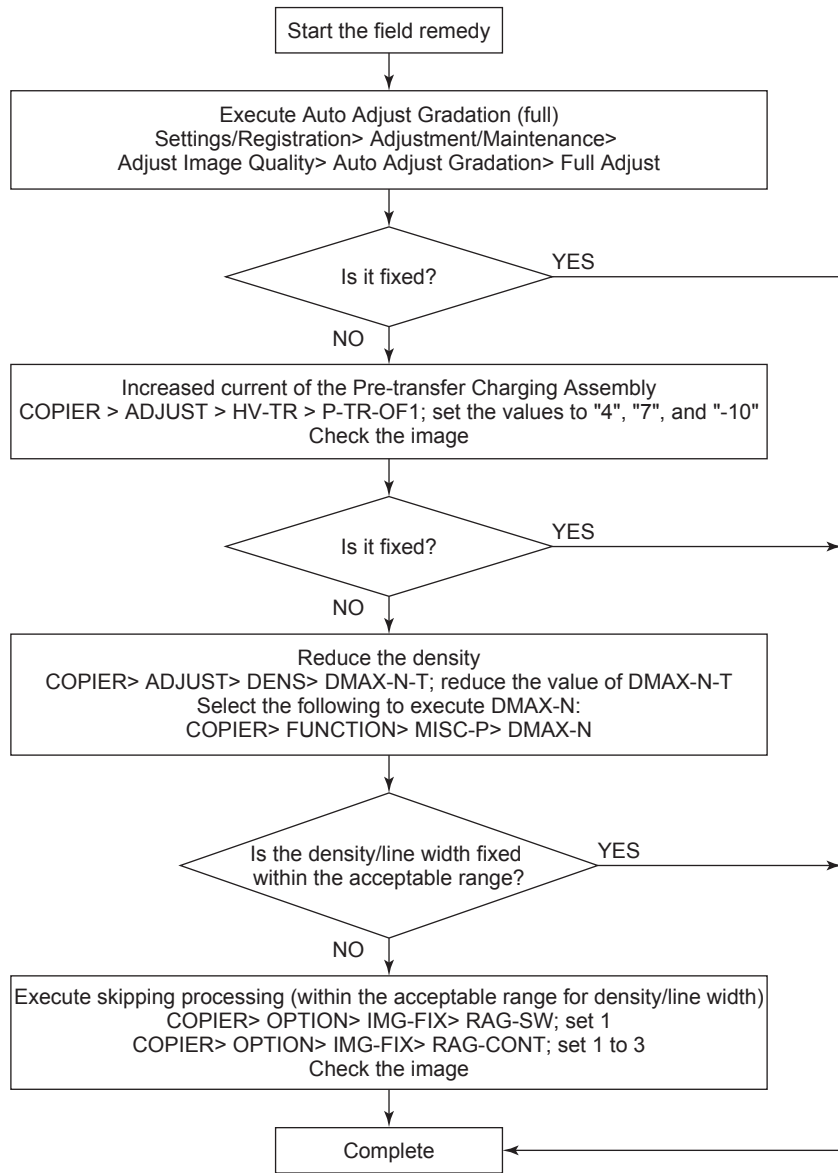 Start the field remedy
Execute Auto Adjust Gradation (full)
Settings/Registration> Adjustment/Maintenance>
Adjust Image Quality> Auto Adjust Gradation> Full Adjust
Is it fixed?
YES
NO
Increased current of the Pre-transfer Charging Assembly
COPIER > ADJUST > HV-TR > P-TR-OF1; set the values to "4", "7", and "-10"
Check the image
Is it fixed?
YES
NO
Reduce the density
COPIER> ADJUST> DENS> DMAX-N-T; reduce the value of DMAX-N-T
Select the following to execute DMAX-N:
COPIER> FUNCTION> MISC-P> DMAX-N
Is the density/line width fixed
within the acceptable range?
YES
NO
Execute skipping processing (within the acceptable range for density/line width)
COPIER> OPTION> IMG-FIX> RAG-SW; set 1
COPIER> OPTION> IMG-FIX> RAG-CONT; set 1 to 3
Check the image
Complete